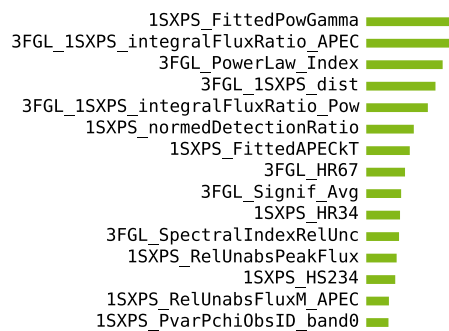 1SXPS_FittedPowGamma
3FGL_1SXPS_integralFluxRatio_APEC
3FGL_PowerLaw_Index
3FGL_1SXPS_dist
3FGL_1SXPS_integralFluxRatio_Pow
1SXPS_normedDetectionRatio
1SXPS_FittedAPECkT
3FGL_HR67
3FGL_Signif_Avg
1SXPS_HR34
3FGL_SpectralIndexRelUnc
1SXPS_RelUnabsPeakFlux
1SXPS_HS234
1SXPS_RelUnabsFluxM_APEC
1SXPS_PvarPchiObsID_band0